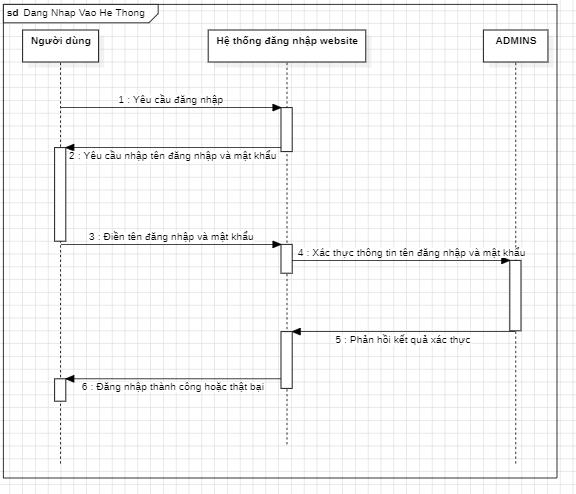 sd Dang Nhap Vao He Thong
Người dùng
Hệ thống đăng nhập website
ADMINS
1 : Yêu cầu đăng nhập
2 : Yêu cầu nhập tên đăng nhập và mật khẩu
3 : Điền tên đăng nhập và mật khẩu
4 : Xác thực thông tin tên đăng nhập và mật khẩu
5 : Phản hồi kết quả xác thực
6 : Đăng nhập thành công hoặc thất bại